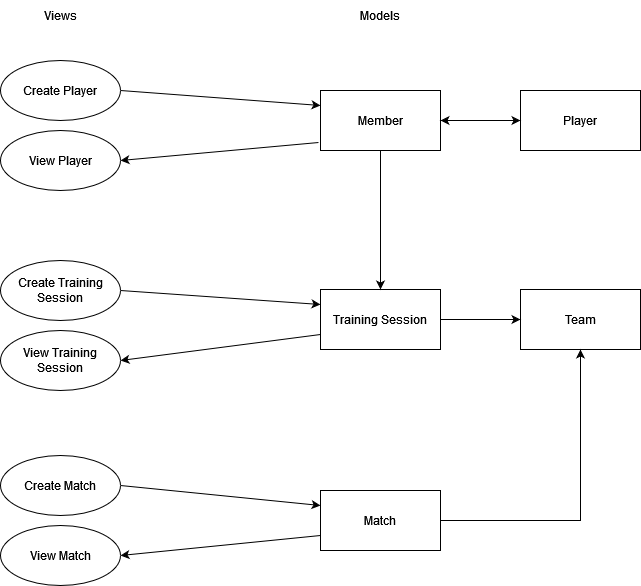 Views
Models
Create Player
Member
Player
View Player
Create Training
Session
Training Session
Team
View Training
Session
Create Match
Match
View Match